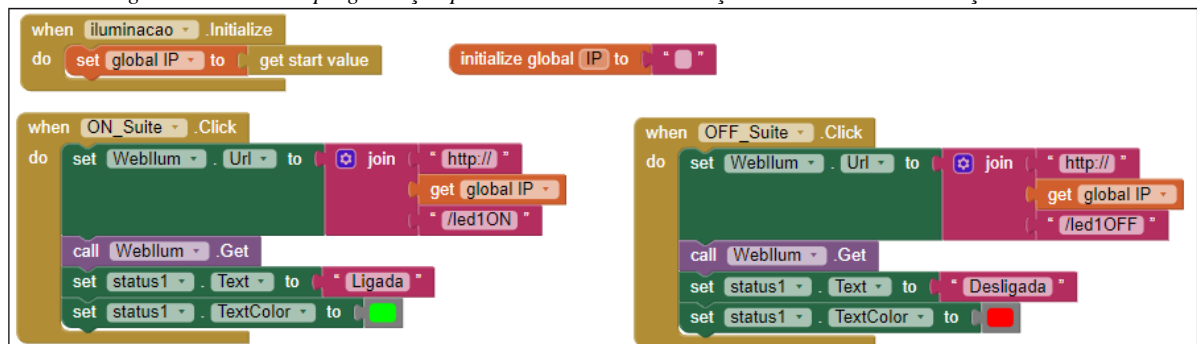 when iluminacao .Initialize
do set global IP to get start value
initialize global IP to " "
when ON_Suite .Click
do set WebIlum . Url to join " http:// "
get global IP
" /led1ON "
call WebIlum .Get
set status1 . Text to " Ligada "
set status1 . TextColor to
when OFF_Suite .Click
do set WebIlum . Url to join " http:// "
get global IP
" /led1OFF "
call WebIlum .Get
set status1 . Text to " Desligada "
set status1 . TextColor to